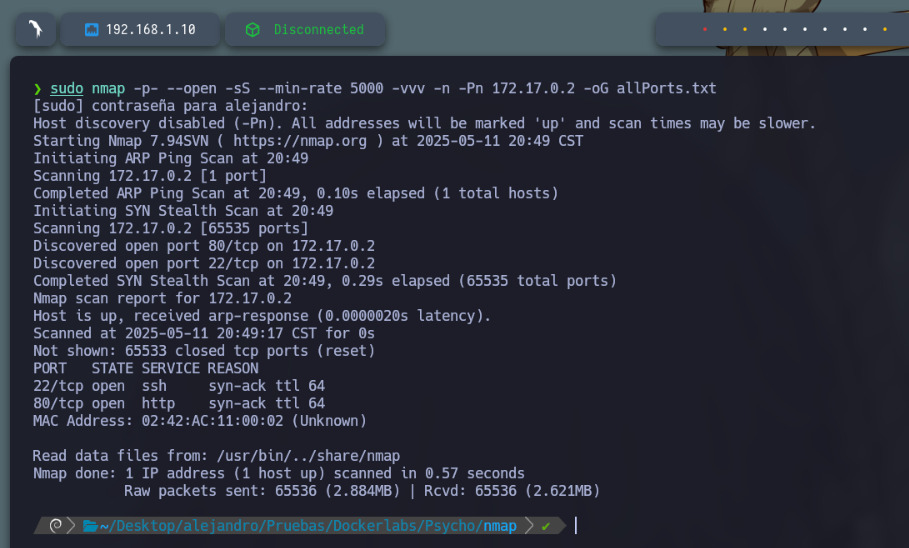 192.168.1.10 Disconnected
❯ sudo nmap -p- --open -sS --min-rate 5000 -vvv -n -Pn 172.17.0.2 -oG allPorts.txt
[sudo] contraseña para alejandro:
Host discovery disabled (-Pn). All addresses will be marked 'up' and scan times may be slower.
Starting Nmap 7.94SVN ( https://nmap.org ) at 2025-05-11 20:49 CST
Initiating ARP Ping Scan at 20:49
Scanning 172.17.0.2 [1 port]
Completed ARP Ping Scan at 20:49, 0.10s elapsed (1 total hosts)
Initiating SYN Stealth Scan at 20:49
Scanning 172.17.0.2 [65535 ports]
Discovered open port 80/tcp on 172.17.0.2
Discovered open port 22/tcp on 172.17.0.2
Completed SYN Stealth Scan at 20:49, 0.29s elapsed (65535 total ports)
Nmap scan report for 172.17.0.2
Host is up, received arp-response (0.0000020s latency).
Scanned at 2025-05-11 20:49:17 CST for 0s
Not shown: 65533 closed tcp ports (reset)
PORT   STATE SERVICE REASON
22/tcp open  ssh     syn-ack ttl 64
80/tcp open  http    syn-ack ttl 64
MAC Address: 02:42:AC:11:00:02 (Unknown)
Read data files from: /usr/bin/../share/nmap
Nmap done: 1 IP address (1 host up) scanned in 0.57 seconds
Raw packets sent: 65536 (2.884MB) | Rcvd: 65536 (2.621MB)
~/Desktop/alejandro/Pruebas/Dockerlabs/Psycho/nmap ✔